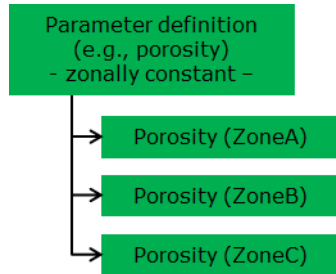 Parameter definition
(e.g., porosity)
- zonally constant –
Porosity (ZoneA)
Porosity (ZoneB)
Porosity (ZoneC)